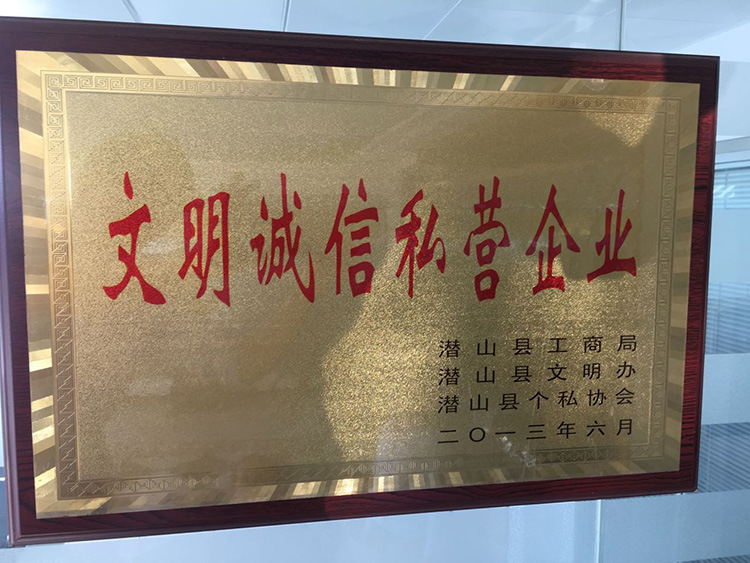 文明诚信私营企业
潜山县工商局
潜山县文明办
潜山县个私协会
二〇一三年六月